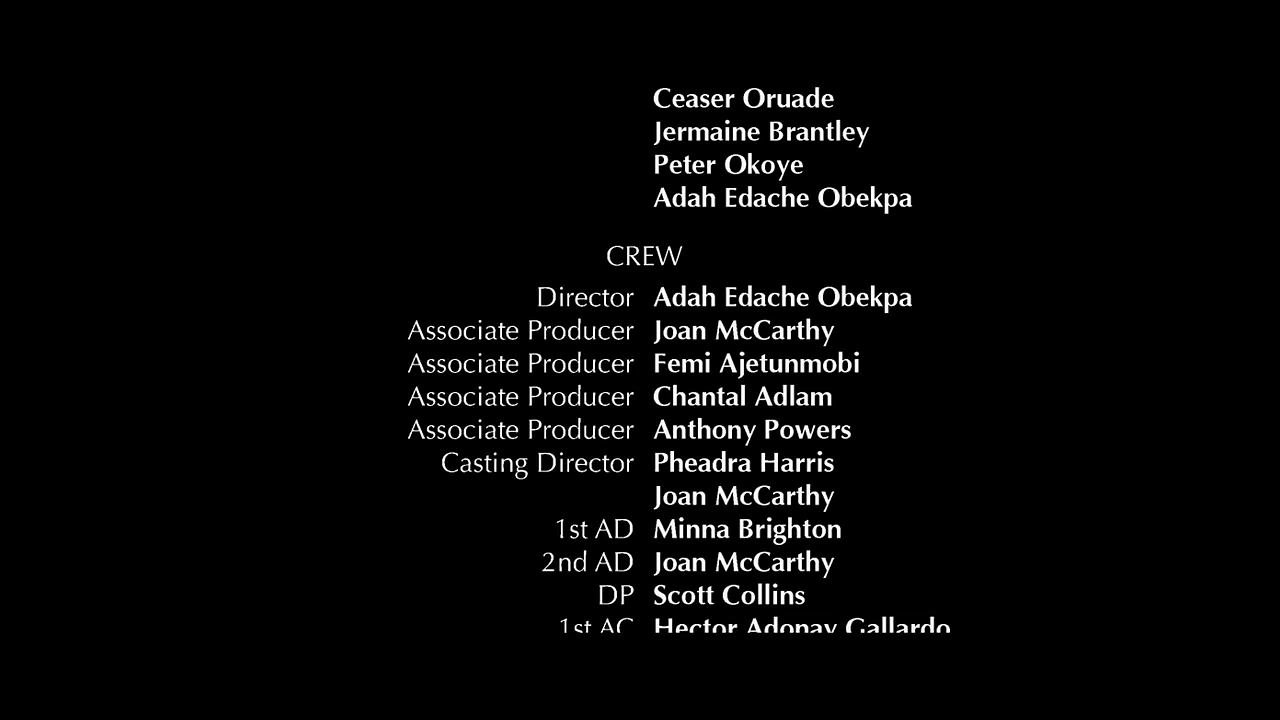 Ceaser Oruade
Jermaine Brantley
Peter Okoye
Adah Edache Obekpa
CREW
Director Adah Edache Obekpa
Associate Producer Joan McCarthy
Associate Producer Femi Ajetunmobi
Associate Producer Chantal Adlam
Associate Producer Anthony Powers
Casting Director Pheadra Harris
Joan McCarthy
1st AD Minna Brighton
2nd AD Joan McCarthy
DP Scott Collins
1st AC Hector Adonay Gallardo